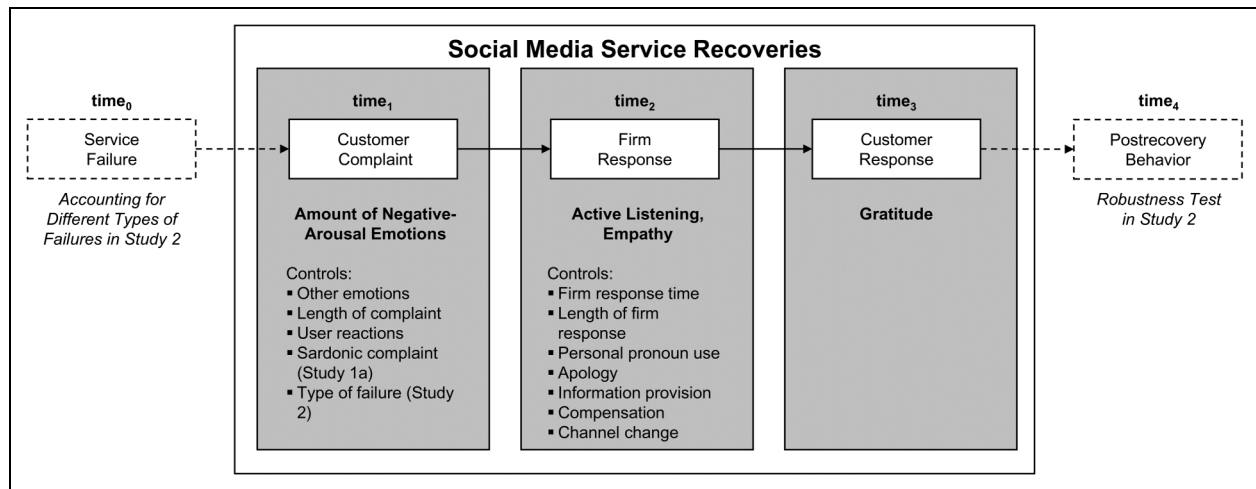 Social Media Service Recoveries
time₀
Service
Failure
Accounting for
Different Types of
Failures in Study 2
time₁
Customer
Complaint
Amount of Negative-
Arousal Emotions
Controls:
▪ Other emotions
▪ Length of complaint
▪ User reactions
▪ Sardonic complaint
(Study 1a)
▪ Type of failure (Study
2)
time₂
Firm
Response
Active Listening,
Empathy
Controls:
▪ Firm response time
▪ Length of firm
response
▪ Personal pronoun use
▪ Apology
▪ Information provision
▪ Compensation
▪ Channel change
time₃
Customer
Response
Gratitude
time₄
Postrecovery
Behavior
Robustness Test
in Study 2